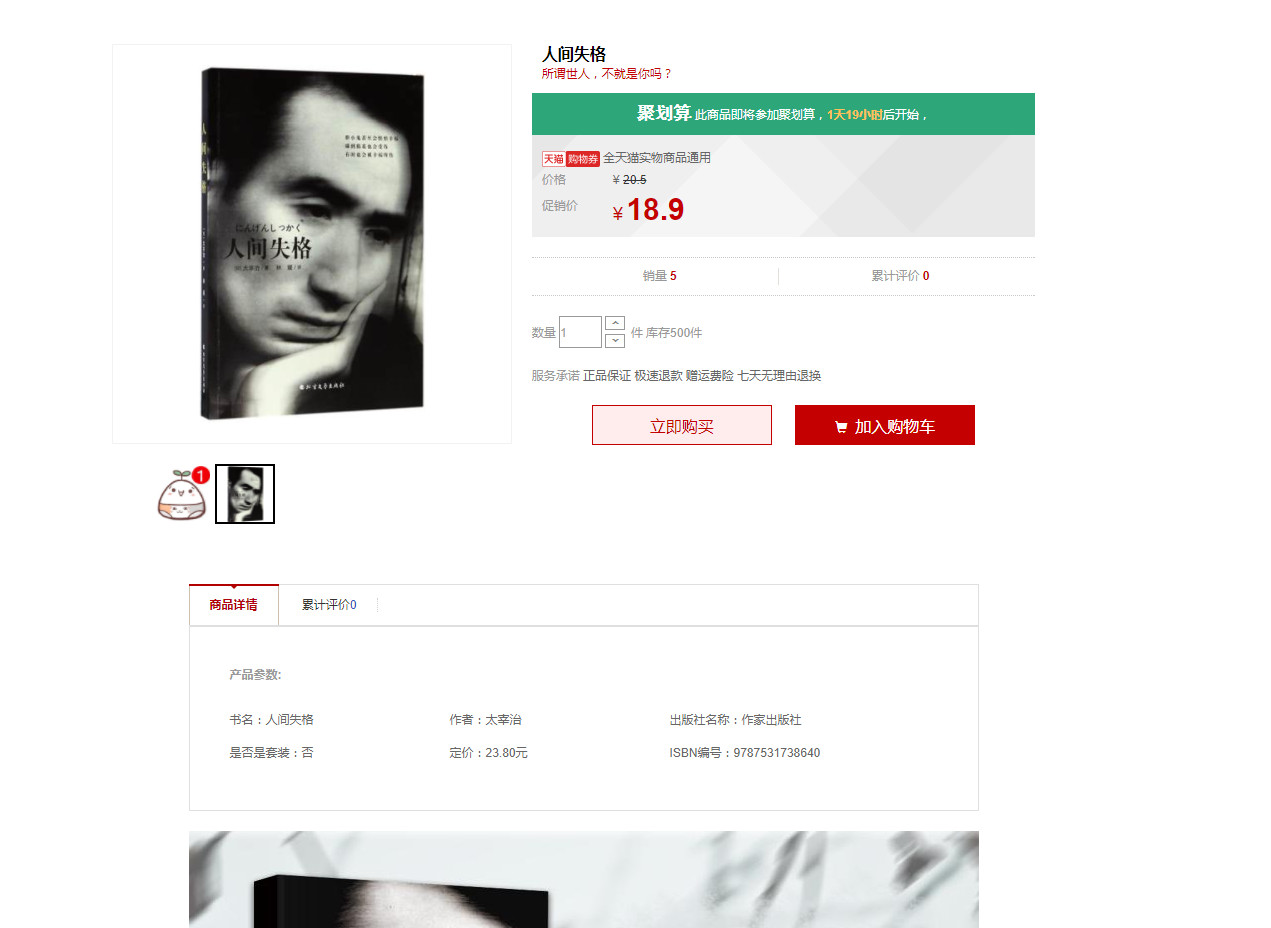 人间失格
所谓世人，不就是你吗？
聚划算 此商品即将参加聚划算，1天19小时后开始，
天猫 购物券 全天猫实物商品通用
价格 ¥ 20.5
促销价 ¥ 18.9
销量 5 累计评价 0
数量 1 件 库存500件
服务承诺 正品保证 极速退款 赠运费险 七天无理由退换
立即购买 加入购物车
にんげんしつかく
人间失格
北方文艺出版社
1
商品详情 累计评价0
产品参数:
书名：人间失格 作者：太宰治 出版社名称：作家出版社
是否是套装：否 定价：23.80元 ISBN编号：9787531738640